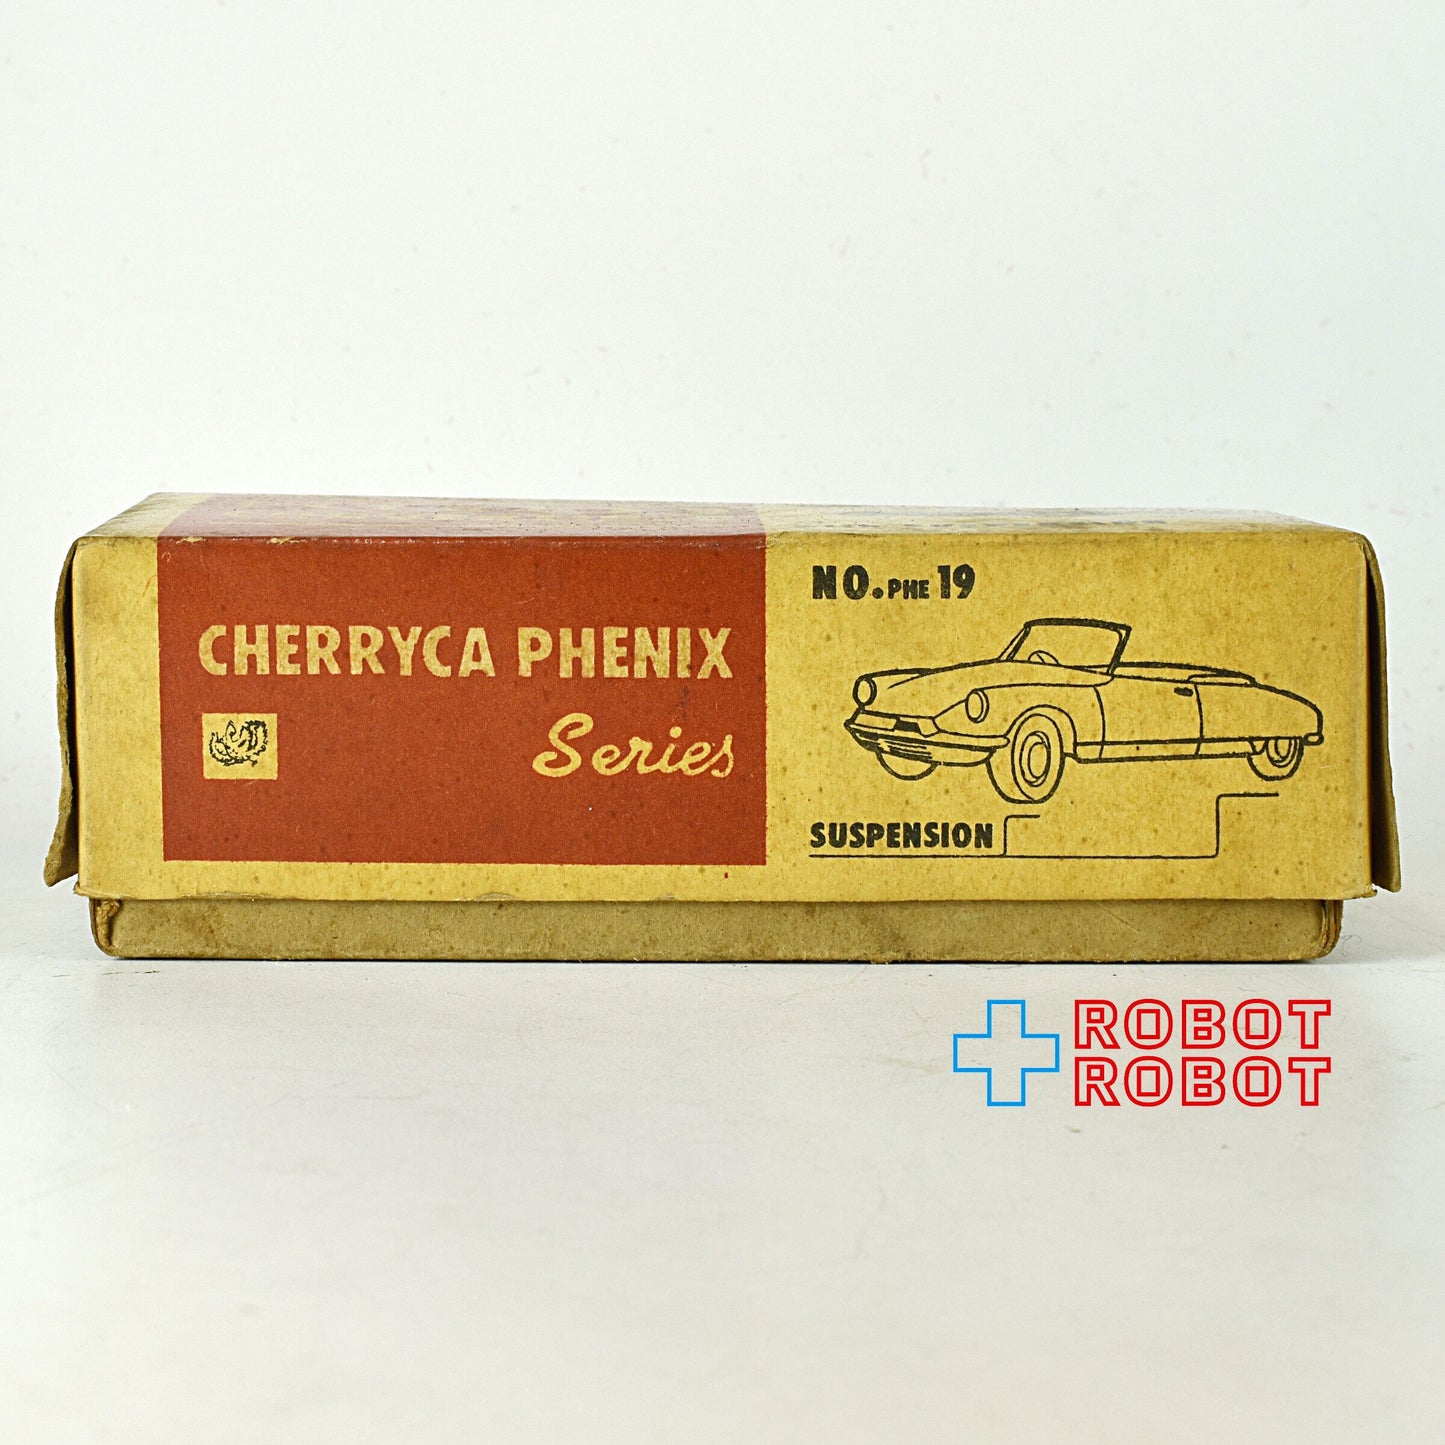 CHERRYCA PHENIX
Series
NO. PHE 19
SUSPENSION
ROBOT
ROBOT